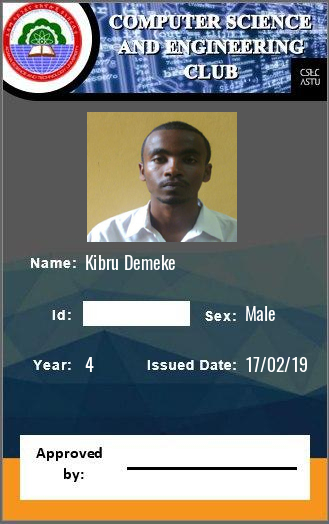 COMPUTER SCIENCE
AND ENGINEERING
CLUB
CSEC
ASTU
Name: Kibru Demeke
Id:
Sex: Male
Year: 4
Issued Date: 17/02/19
Approved
by: